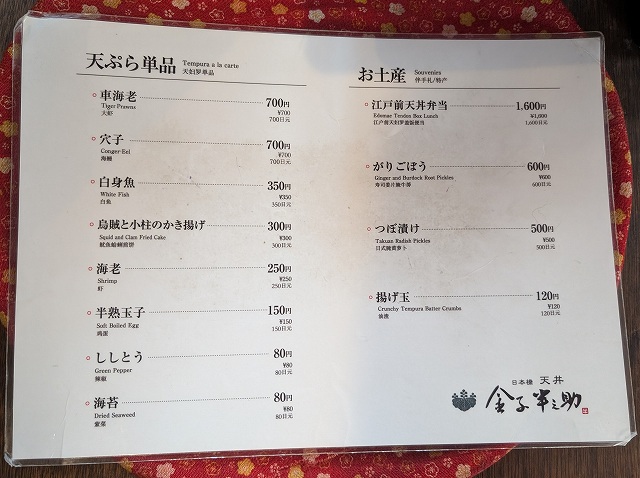 天ぷら単品
Tempura a la carte
天妇罗单品
車海老 700円
Tiger Prawns ¥700
大虾 700日元
穴子 700円
Conger-Eel ¥700
海鳗 700日元
白身魚 350円
White Fish ¥350
白鱼 350日元
烏賊と小柱のかき揚げ 300円
Squid and Clam Fried Cake ¥300
鱿鱼蛤蜊煎饼 300日元
海老 250円
Shrimp ¥250
虾 250日元
半熟玉子 150円
Soft Boiled Egg ¥150
鸡蛋 150日元
ししとう 80円
Green Pepper ¥80
辣椒 80日元
海苔 80円
Dried Seaweed ¥80
紫菜 80日元
お土産
Souvenirs
伴手礼/特产
江戸前天丼弁当 1,600円
Edomae Tendon Box Lunch ¥1,600
江户前天妇罗盖饭便当 1,600日元
がりごぼう 600円
Ginger and Burdock Root Pickles ¥600
寿司姜片腌牛蒡 600日元
つぼ漬け 500円
Takuan Radish Pickles ¥500
日式腌黄萝卜 500日元
揚げ玉 120円
Crunchy Tempura Batter Crumbs ¥120
油渣 120日元
日本橋 天丼
金子半之助